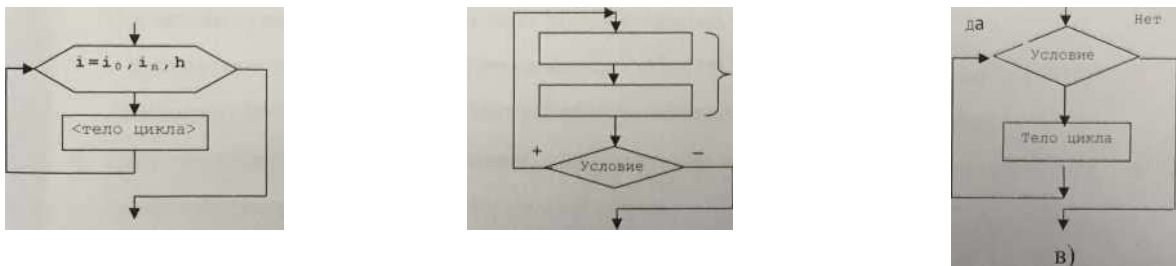 i=i₀,iₙ,h
<тело цикла>
+
Условие
−
да
Нет
Условие
Тело цикла
в)